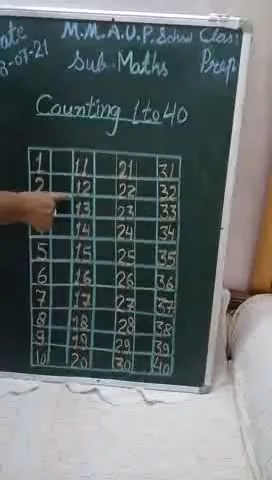 ate M.M.A.U.P. School Clas:
-07-21 Sub Maths Prep
Counting 1 to 40
1 11 21 31
2 12 22 32
13 23 33
14 24 34
5 15 25 35
6 16 26 36
7 17 27 37
8 18 28 38
9 19 29 39
10 20 30 40